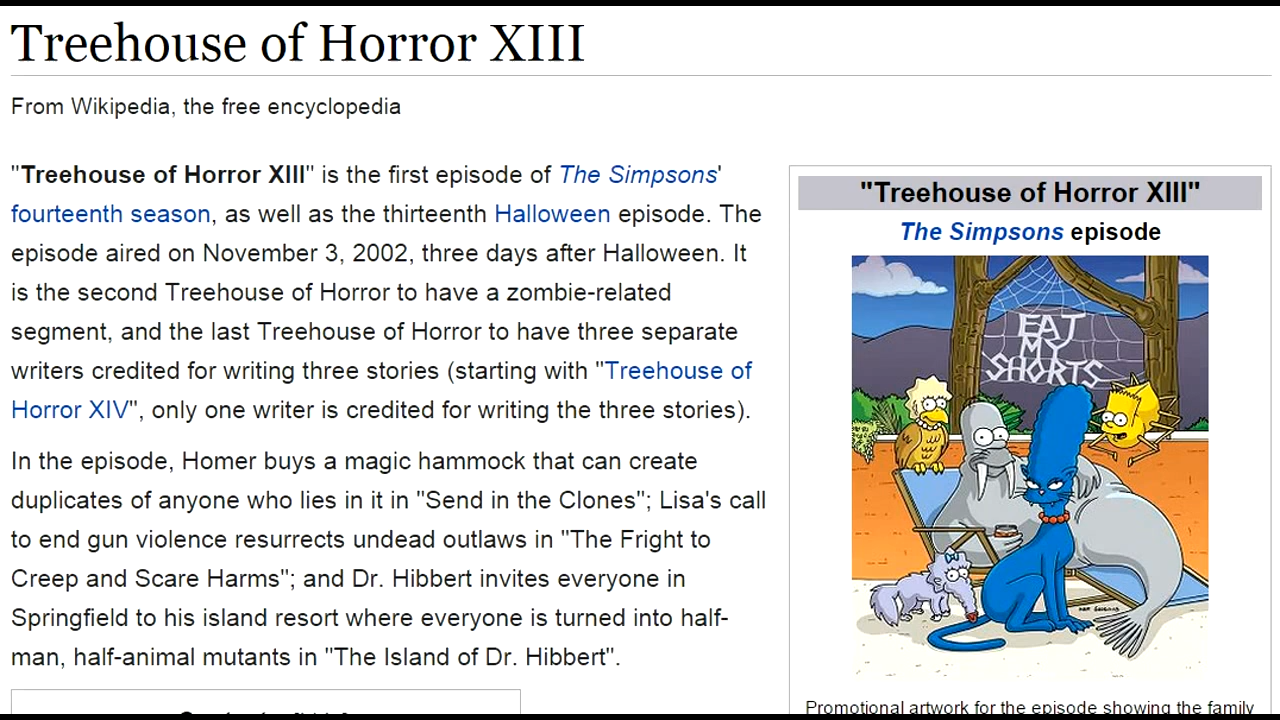 Treehouse of Horror XIII
From Wikipedia, the free encyclopedia
"Treehouse of Horror XIII" is the first episode of The Simpsons'
fourteenth season, as well as the thirteenth Halloween episode. The
episode aired on November 3, 2002, three days after Halloween. It
is the second Treehouse of Horror to have a zombie-related
segment, and the last Treehouse of Horror to have three separate
writers credited for writing three stories (starting with "Treehouse of
Horror XIV", only one writer is credited for writing the three stories).
In the episode, Homer buys a magic hammock that can create
duplicates of anyone who lies in it in "Send in the Clones"; Lisa's call
to end gun violence resurrects undead outlaws in "The Fright to
Creep and Scare Harms"; and Dr. Hibbert invites everyone in
Springfield to his island resort where everyone is turned into half-
man, half-animal mutants in "The Island of Dr. Hibbert".
"Treehouse of Horror XIII"
The Simpsons episode
EAT
MY
SHORTS
Promotional artwork for the episode showing the family